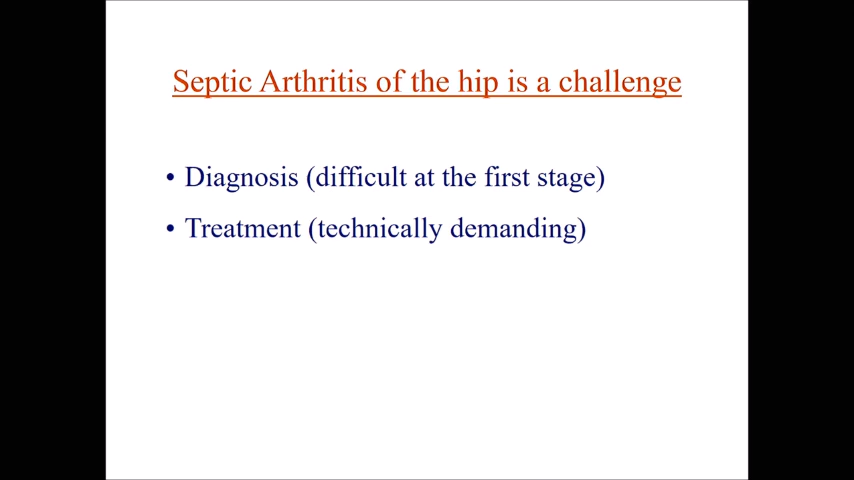 Septic Arthritis of the hip is a challenge
• Diagnosis (difficult at the first stage)
• Treatment (technically demanding)